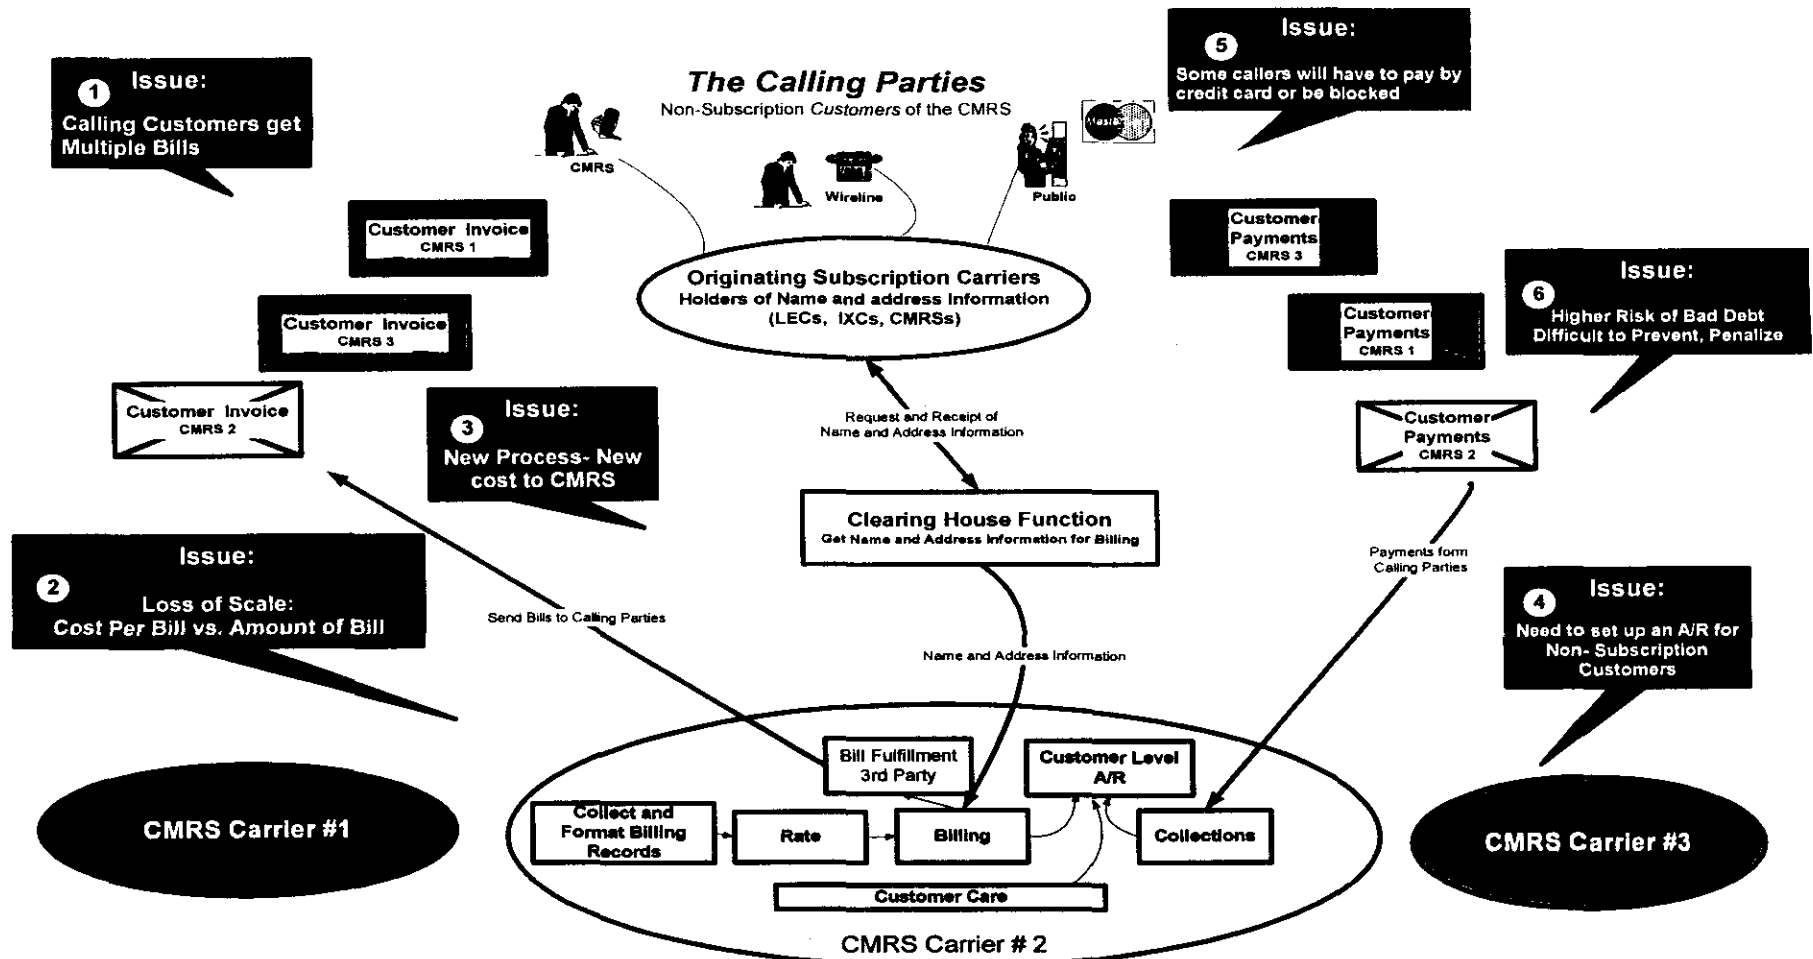 The Calling Parties
Non-Subscription Customers of the CMRS
CMRS
Wireline
Public
1
Issue:
Calling Customers get
Multiple Bills
5
Issue:
Some callers will have to pay by
credit card or be blocked
Customer Invoice
CMRS 1
Customer Invoice
CMRS 3
Customer Invoice
CMRS 2
Originating Subscription Carriers
Holders of Name and address Information
(LECs, IXCs, CMRSs)
Customer
Payments
CMRS 3
Customer
Payments
CMRS 1
Customer
Payments
CMRS 2
6
Issue:
Higher Risk of Bad Debt
Difficult to Prevent, Penalize
3
Issue:
New Process- New
cost to CMRS
Request and Receipt of
Name and Address Information
Clearing House Function
Get Name and Address Information for Billing
2
Issue:
Loss of Scale:
Cost Per Bill vs. Amount of Bill
Send Bills to Calling Parties
Name and Address Information
Payments form
Calling Parties
4
Issue:
Need to set up an A/R for
Non- Subscription
Customers
CMRS Carrier #1
Bill Fulfillment
3rd Party
Customer Level
A/R
Collect and
Format Billing
Records
Rate
Billing
Collections
Customer Care
CMRS Carrier # 2
CMRS Carrier #3